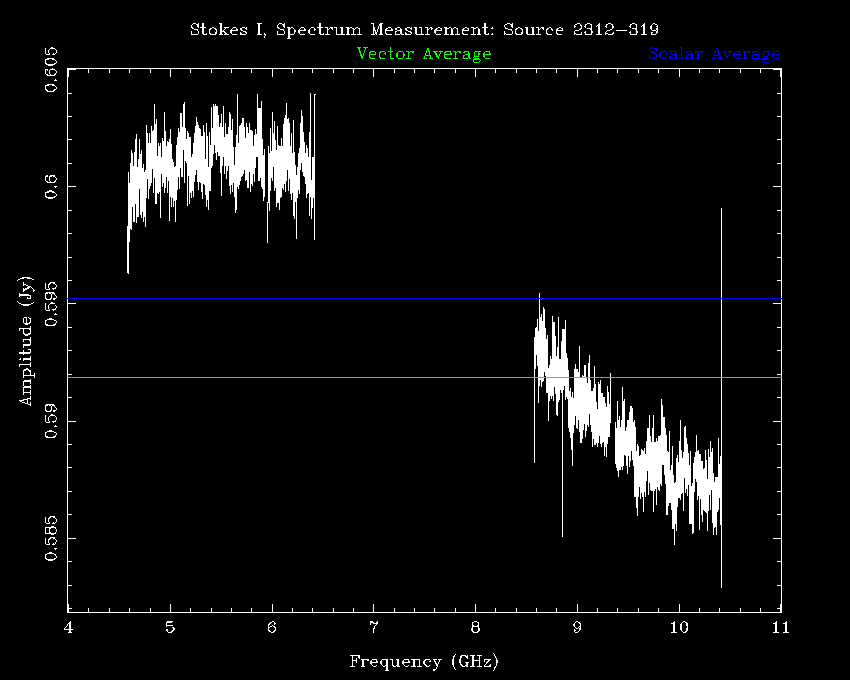 Stokes I, Spectrum Measurement: Source 2312−319
Vector Average Scalar Average
0.605
0.6
0.595
0.59
0.585
Amplitude (Jy)
4 5 6 7 8 9 10 11
Frequency (GHz)